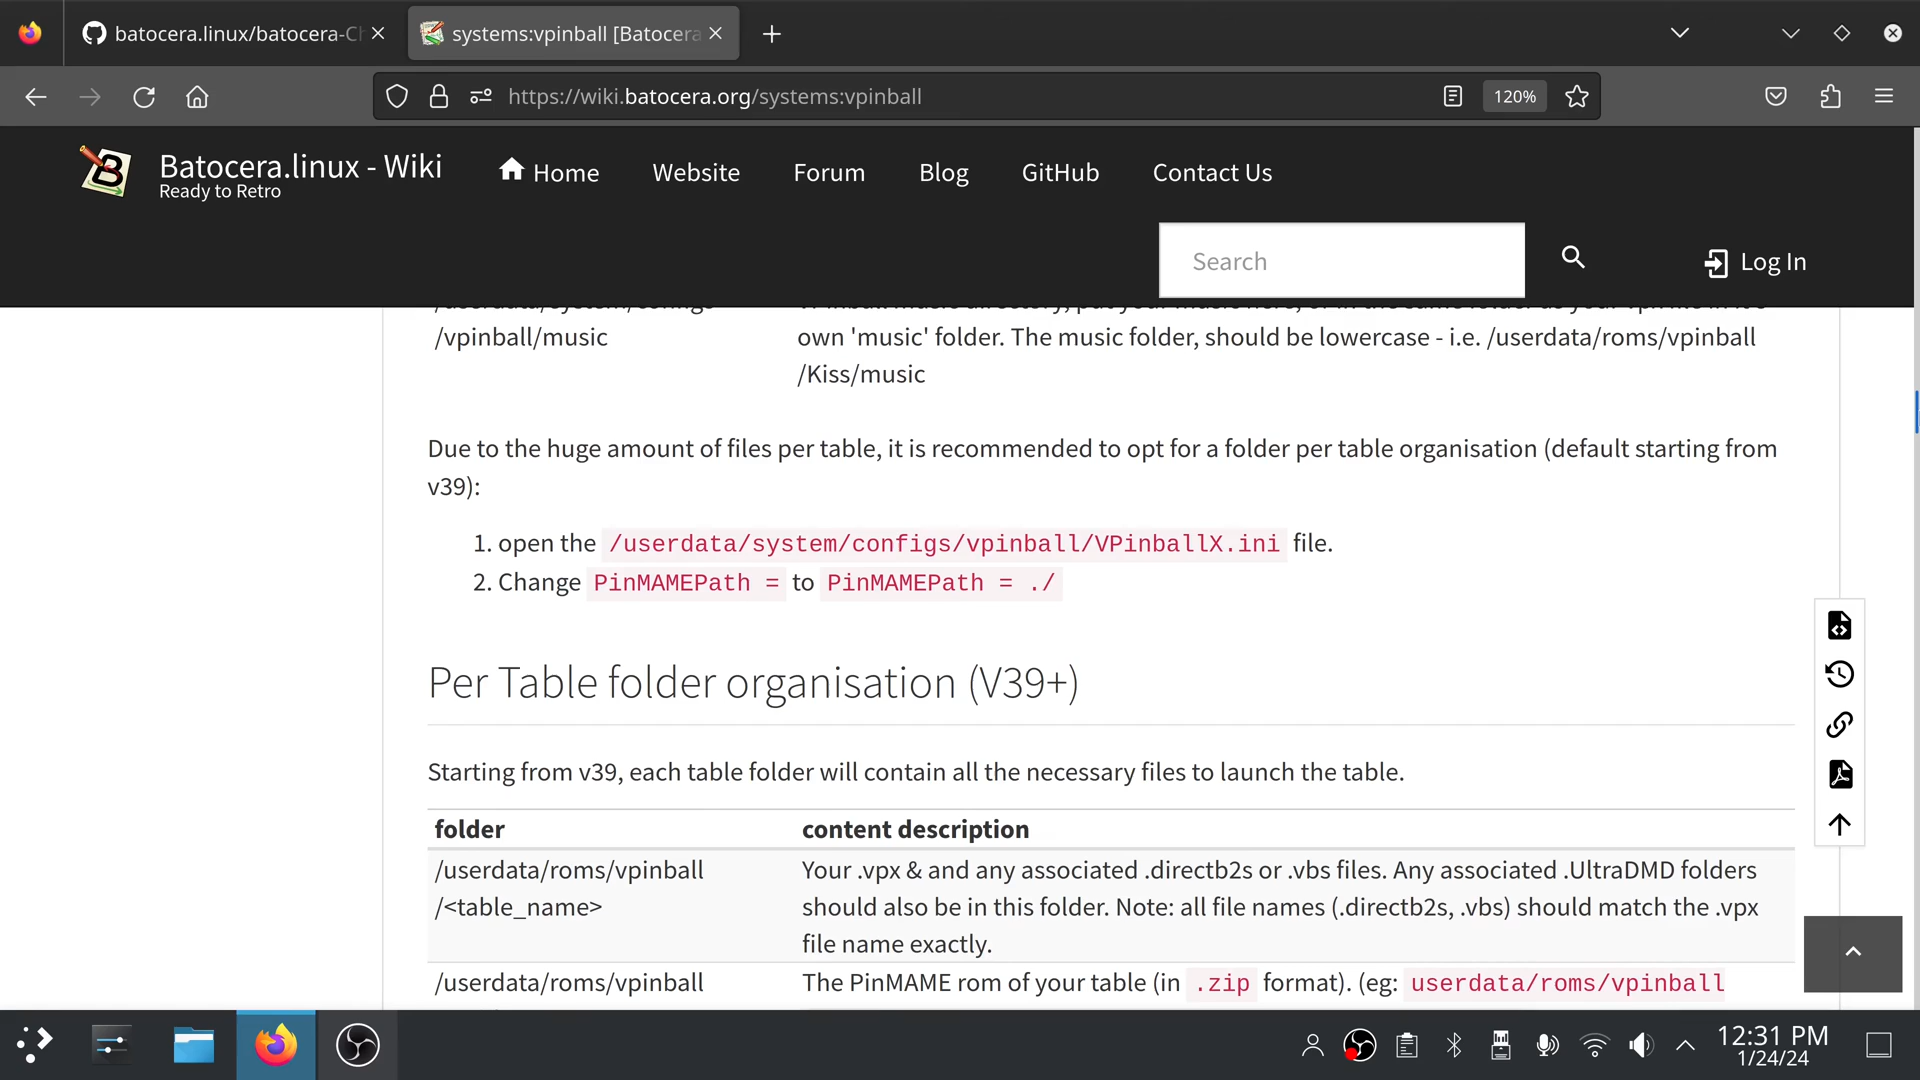 batocera.linux/batocera-Ch
systems:vpinball [Batocera
https://wiki.batocera.org/systems:vpinball
120%
Batocera.linux - Wiki
Ready to Retro
Home
Website
Forum
Blog
GitHub
Contact Us
Search
Log In
/vpinball/music
own 'music' folder. The music folder, should be lowercase - i.e. /userdata/roms/vpinball
/Kiss/music
Due to the huge amount of files per table, it is recommended to opt for a folder per table organisation (default starting from
v39):
1. open the /userdata/system/configs/vpinball/VPinballX.ini file.
2. Change PinMAMEPath = to PinMAMEPath = ./
Per Table folder organisation (V39+)
Starting from v39, each table folder will contain all the necessary files to launch the table.
folder
content description
/userdata/roms/vpinball
/<table_name>
Your .vpx & and any associated .directb2s or .vbs files. Any associated .UltraDMD folders
should also be in this folder. Note: all file names (.directb2s, .vbs) should match the .vpx
file name exactly.
/userdata/roms/vpinball
The PinMAME rom of your table (in .zip format). (eg: userdata/roms/vpinball
12:31 PM
1/24/24